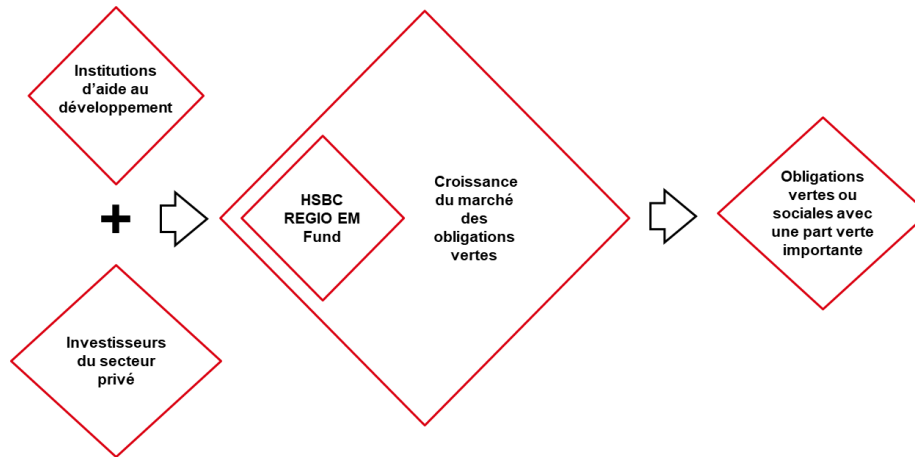 Institutions
d'aide au
développement
+
Investisseurs
du secteur
privé
HSBC
REGIO EM
Fund
Croissance
du marché
des
obligations
vertes
Obligations
vertes ou
sociales avec
une part verte
importante